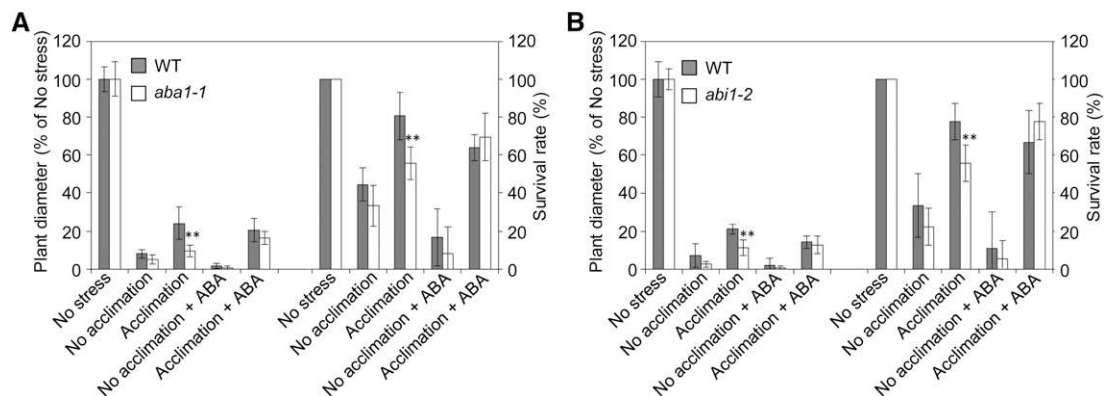 A
Plant diameter (% of No stress)
120
100
80
60
40
20
0
WT
aba1-1
**
**
120
100
80
60
40
20
0
Survival rate (%)
No stress
No acclimation
Acclimation
No acclimation + ABA
Acclimation + ABA
No stress
No acclimation
Acclimation
No acclimation + ABA
Acclimation + ABA
B
Plant diameter (% of No stress)
120
100
80
60
40
20
0
WT
abi1-2
**
**
120
100
80
60
40
20
0
Survival rate (%)
No stress
No acclimation
Acclimation
No acclimation + ABA
Acclimation + ABA
No stress
No acclimation
Acclimation
No acclimation + ABA
Acclimation + ABA